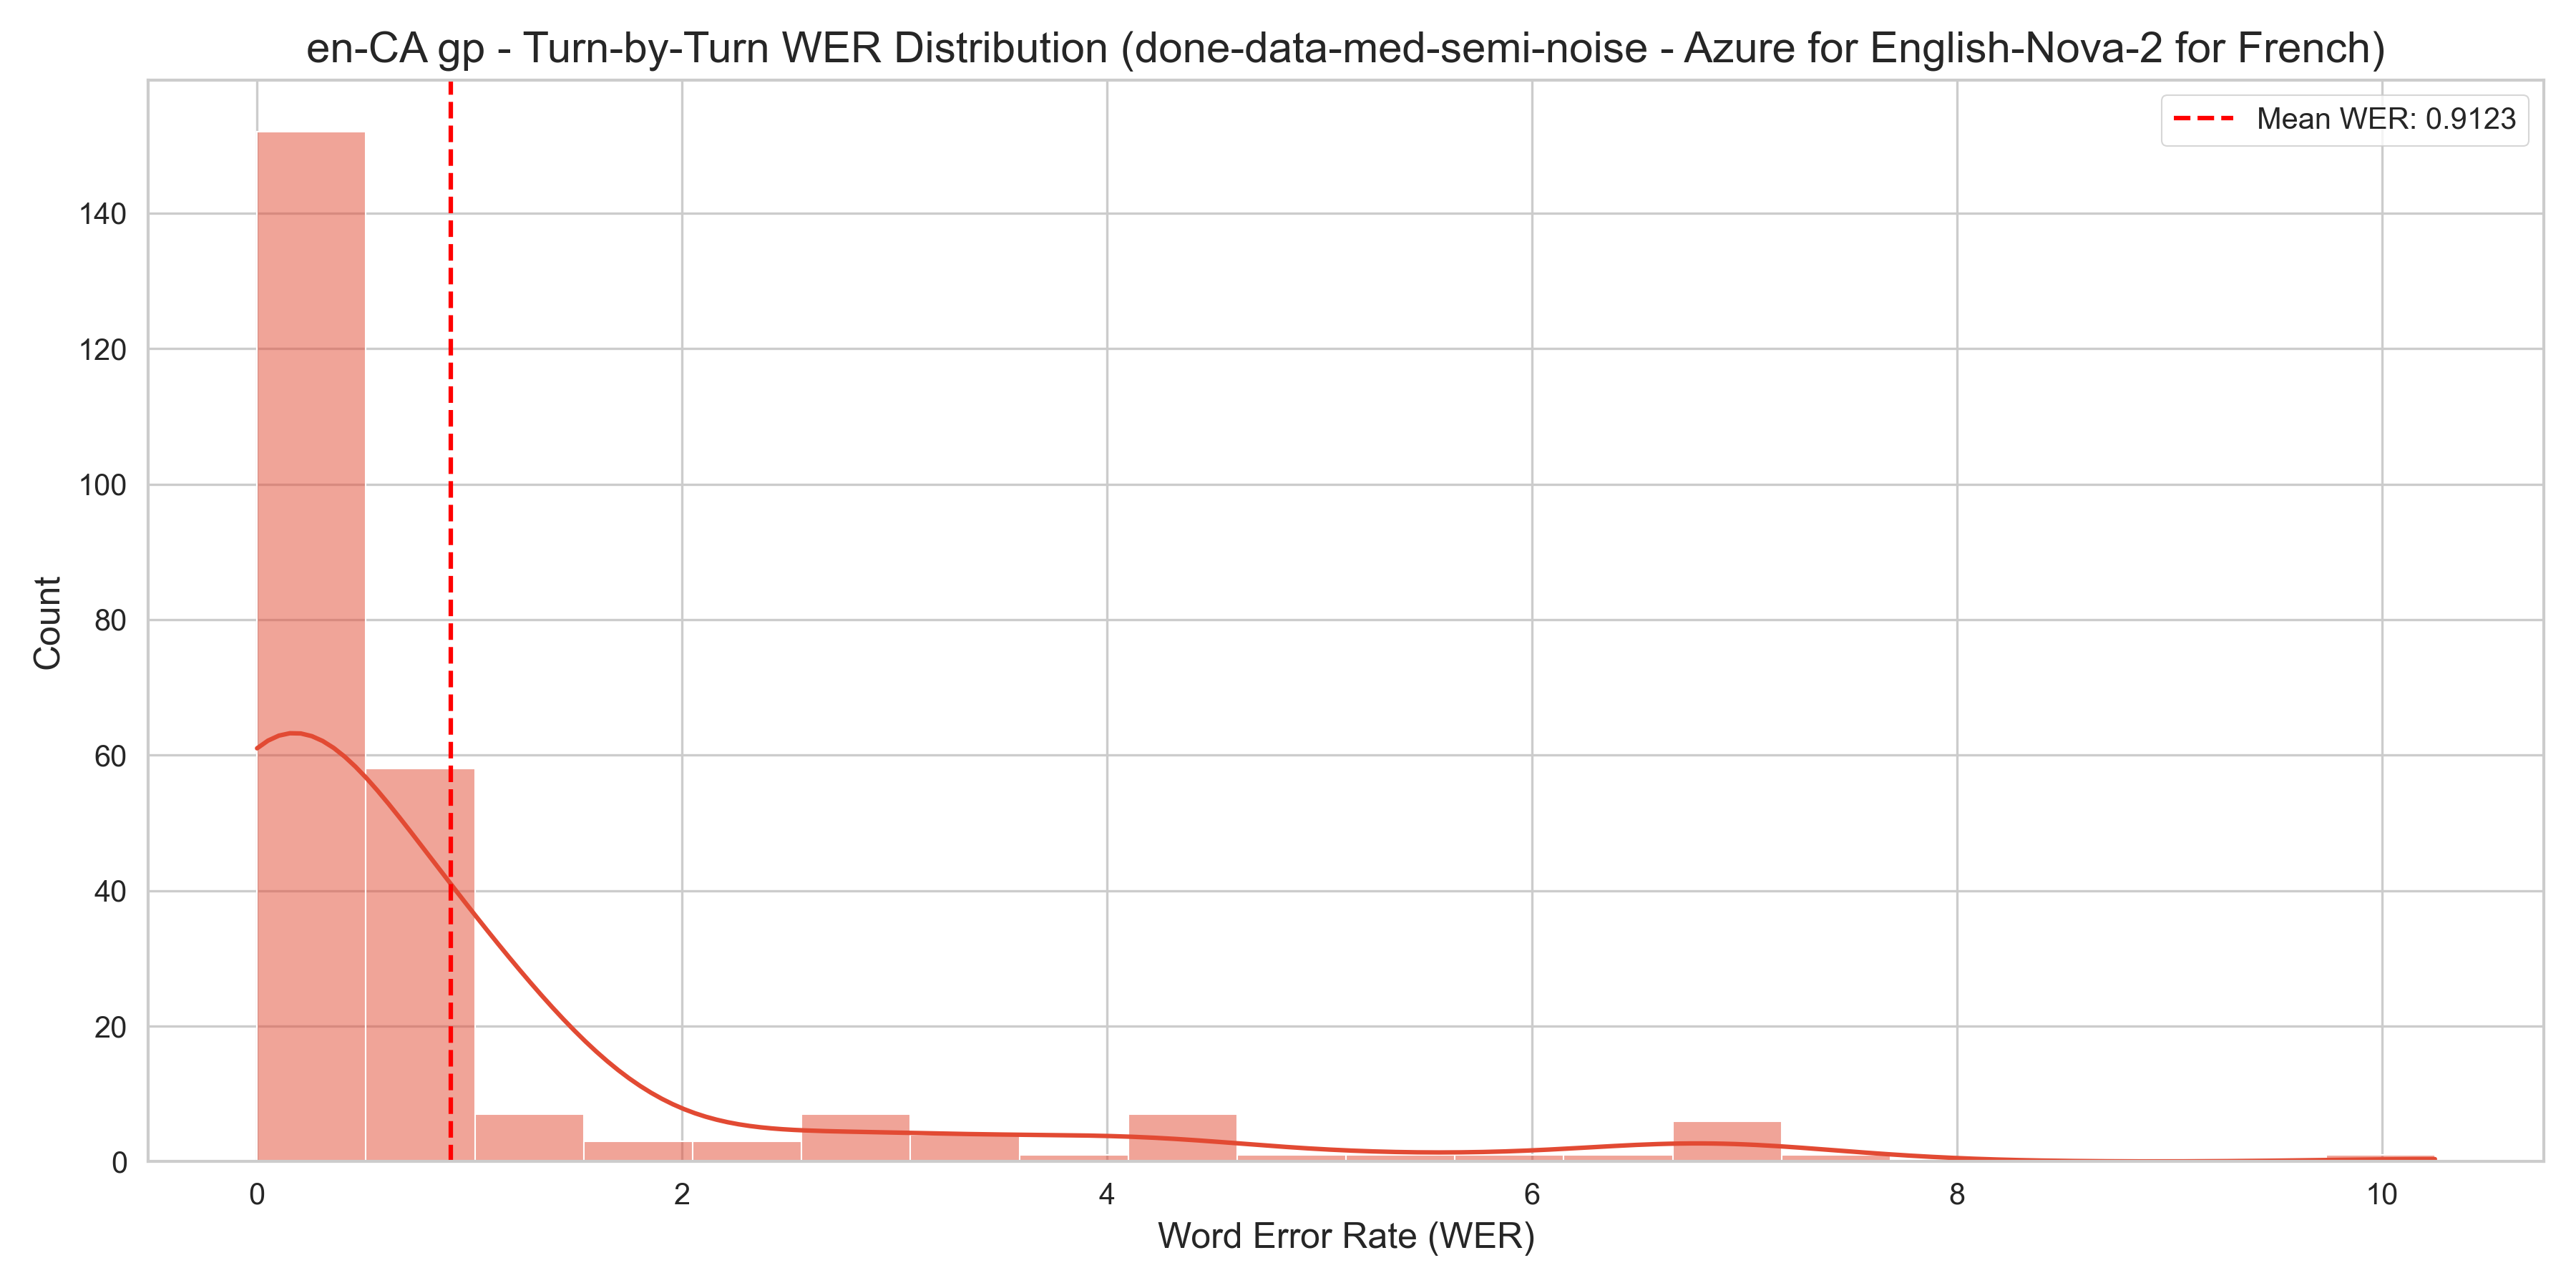 en-CA gp - Turn-by-Turn WER Distribution (done-data-med-semi-noise - Azure for English-Nova-2 for French)
Mean WER: 0.9123
Count
140
120
100
80
60
40
20
0
0 2 4 6 8 10
Word Error Rate (WER)